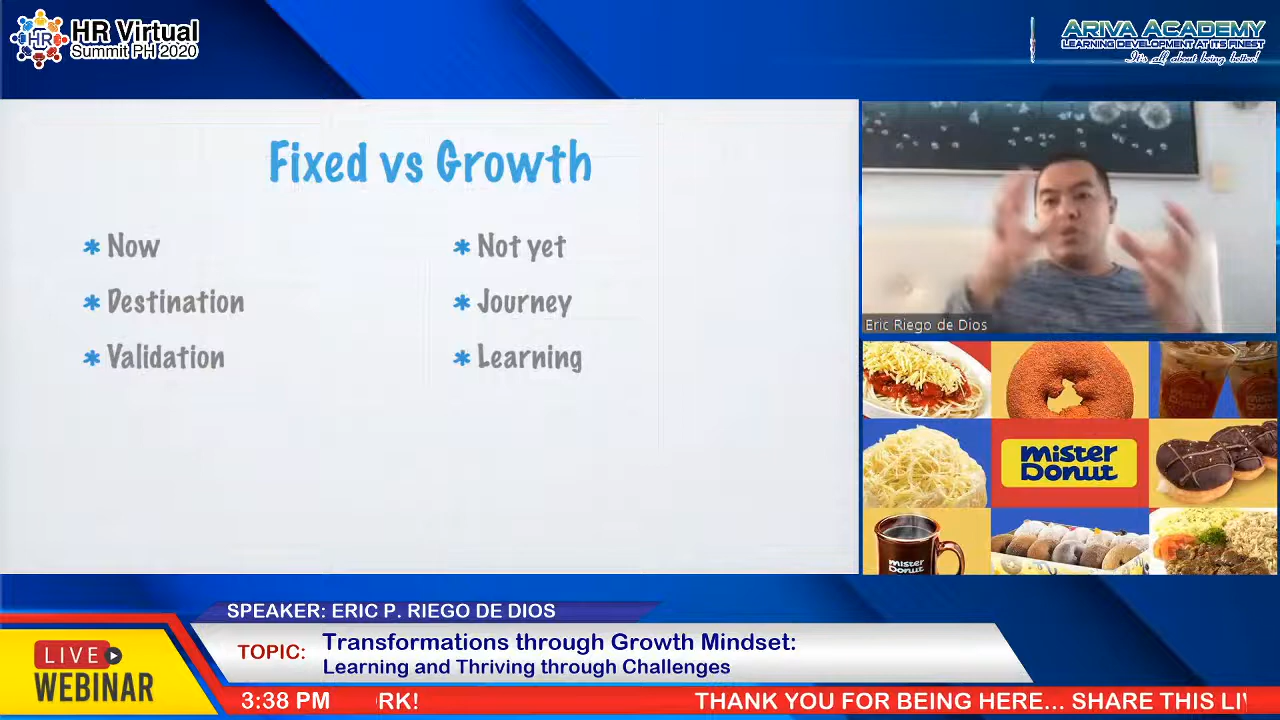 HR Virtual
Summit PH 2020
HR
ARIVA ACADEMY
LEARNING DEVELOPMENT AT ITS FINEST
It's all about being better!
Fixed vs Growth
* Now
* Destination
* Validation
* Not yet
* Journey
* Learning
Eric Riego de Dios
mister
Donut
mister
Donut
SPEAKER: ERIC P. RIEGO DE DIOS
TOPIC: Transformations through Growth Mindset:
Learning and Thriving through Challenges
LIVE
WEBINAR
3:38 PM
RK!
THANK YOU FOR BEING HERE... SHARE THIS LI